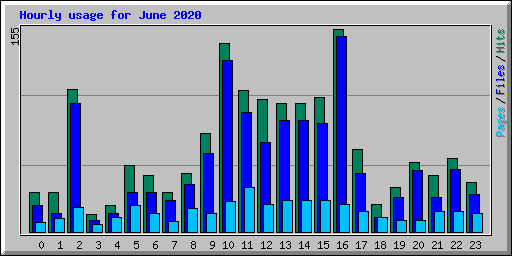 Hourly usage for June 2020
155
Pages/Files/Hits
0 1 2 3 4 5 6 7 8 9 10 11 12 13 14 15 16 17 18 19 20 21 22 23